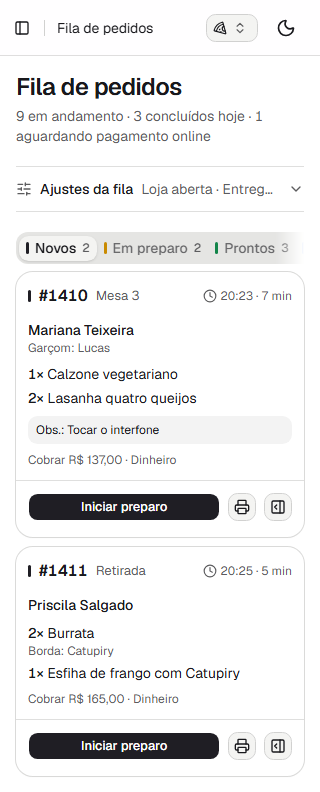 Fila de pedidos
Fila de pedidos
9 em andamento · 3 concluídos hoje · 1
aguardando pagamento online
Ajustes da fila Loja aberta · Entreg...
Novos 2 Em preparo 2 Prontos 3
#1410 Mesa 3 20:23 · 7 min
Mariana Teixeira
Garçom: Lucas
1× Calzone vegetariano
2× Lasanha quatro queijos
Obs.: Tocar o interfone
Cobrar R$ 137,00 · Dinheiro
Iniciar preparo
#1411 Retirada 20:25 · 5 min
Priscila Salgado
2× Burrata
Borda: Catupiry
1× Esfiha de frango com Catupiry
Cobrar R$ 165,00 · Dinheiro
Iniciar preparo